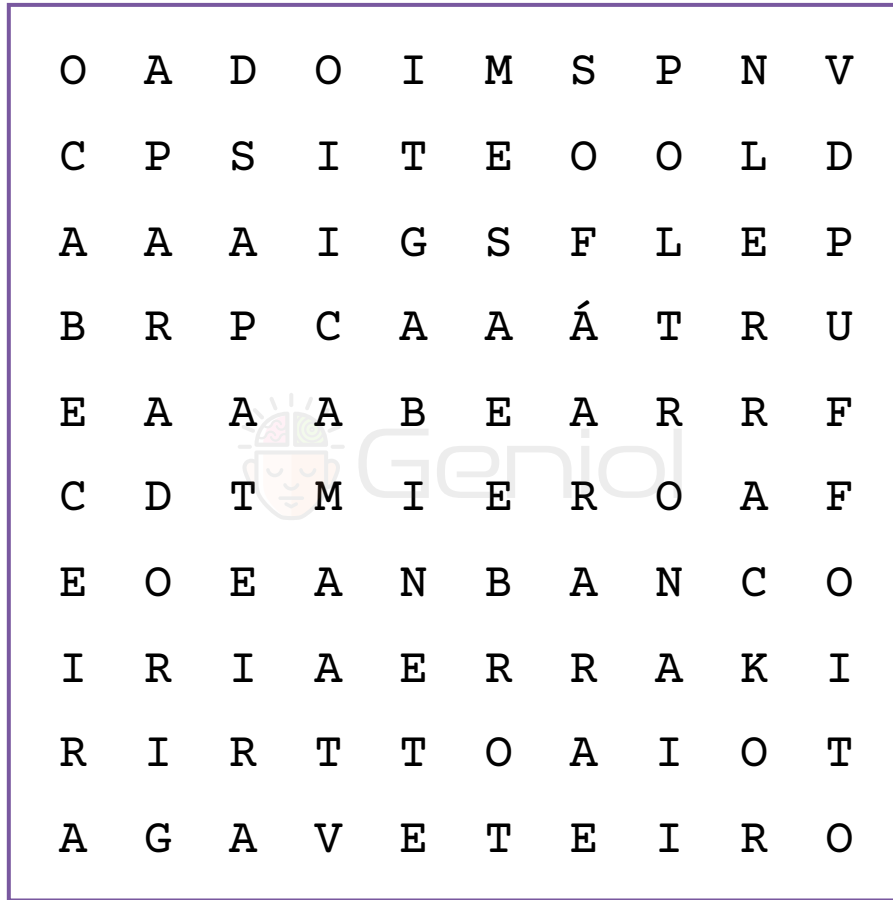 O A D O I M S P N V
C P S I T E O O L D
A A A I G S F L E P
B R P C A A Á T R U
E A A A B E A R R F
C D T M I E R O A F
E O E A N B A N C O
I R I A E R R A K I
R I R T T O A I O T
A G A V E T E I R O
Geniol